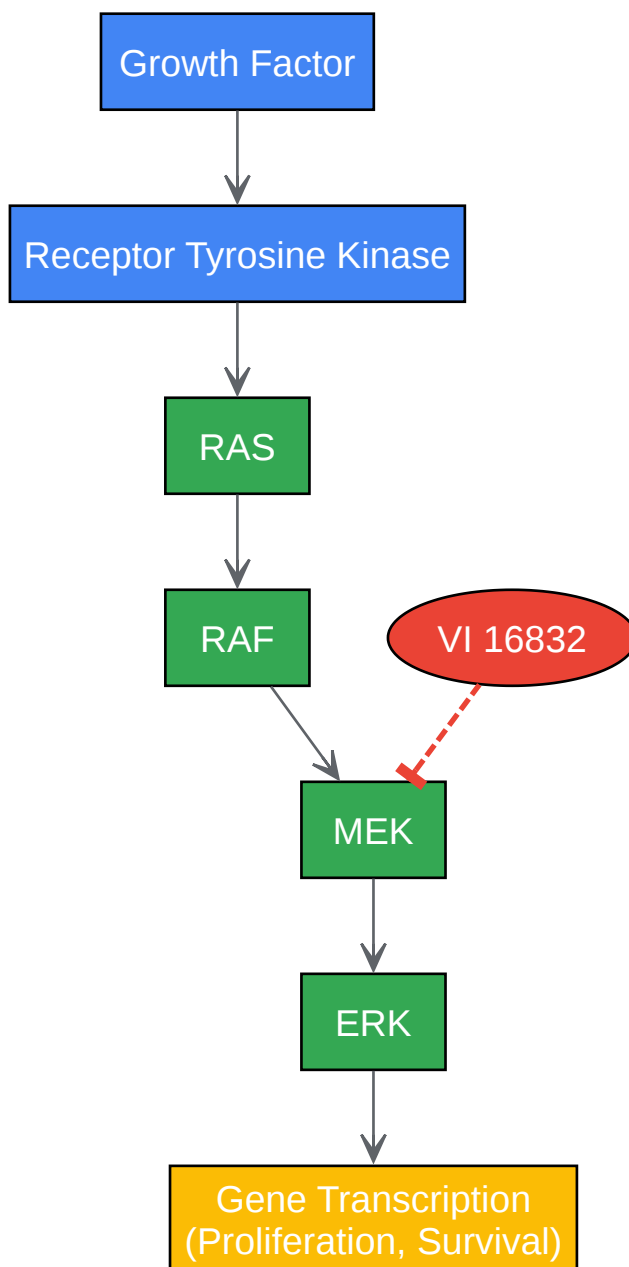 Growth Factor
Receptor Tyrosine Kinase
RAS
RAF
VI 16832
MEK
ERK
Gene Transcription
(Proliferation, Survival)